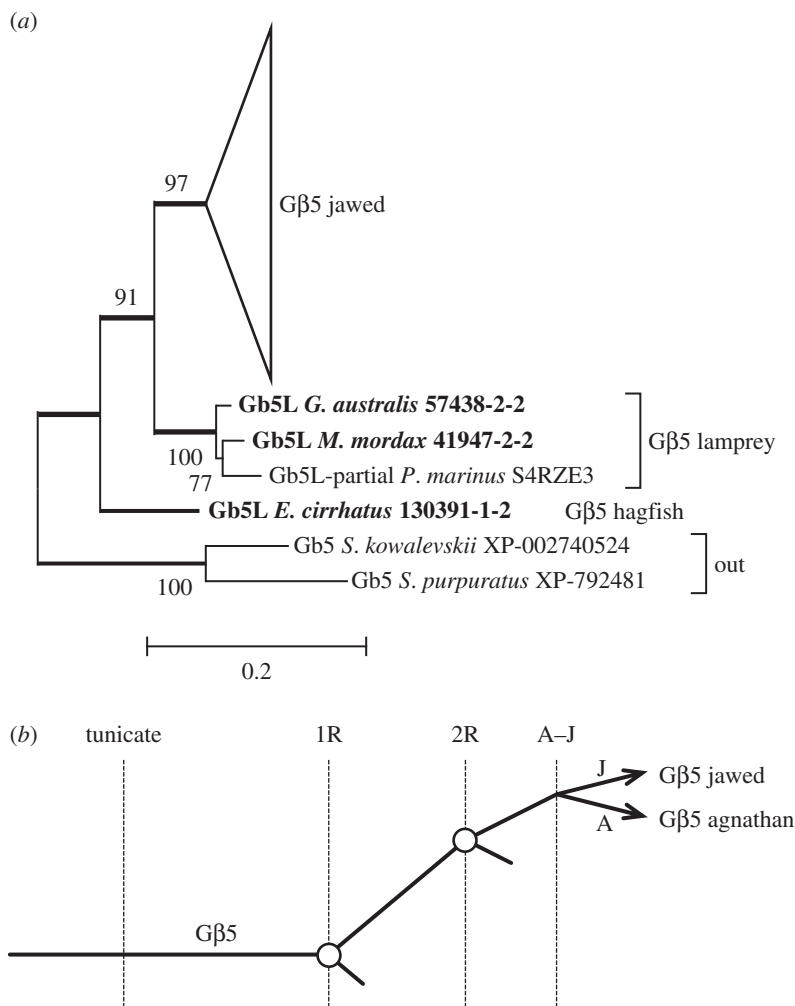 (a)
97
Gβ5 jawed
91
Gb5L G. australis 57438-2-2
100
Gb5L M. mordax 41947-2-2
Gβ5 lamprey
77
Gb5L-partial P. marinus S4RZE3
Gb5L E. cirrhatus 130391-1-2
Gβ5 hagfish
Gb5 S. kowalevskii XP-002740524
100
Gb5 S. purpuratus XP-792481
out
0.2
(b)
tunicate
1R
2R
A–J
J
Gβ5 jawed
A
Gβ5 agnathan
Gβ5